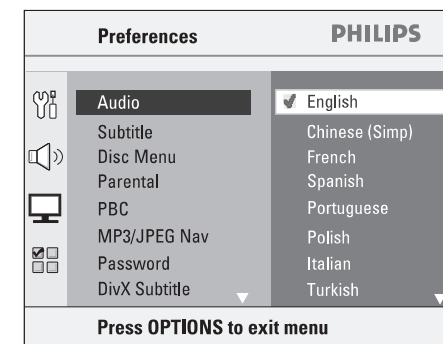 Preferences PHILIPS
Audio
Subtitle
Disc Menu
Parental
PBC
MP3/JPEG Nav
Password
DivX Subtitle
English
Chinese (Simp)
French
Spanish
Portuguese
Polish
Italian
Turkish
Press OPTIONS to exit menu